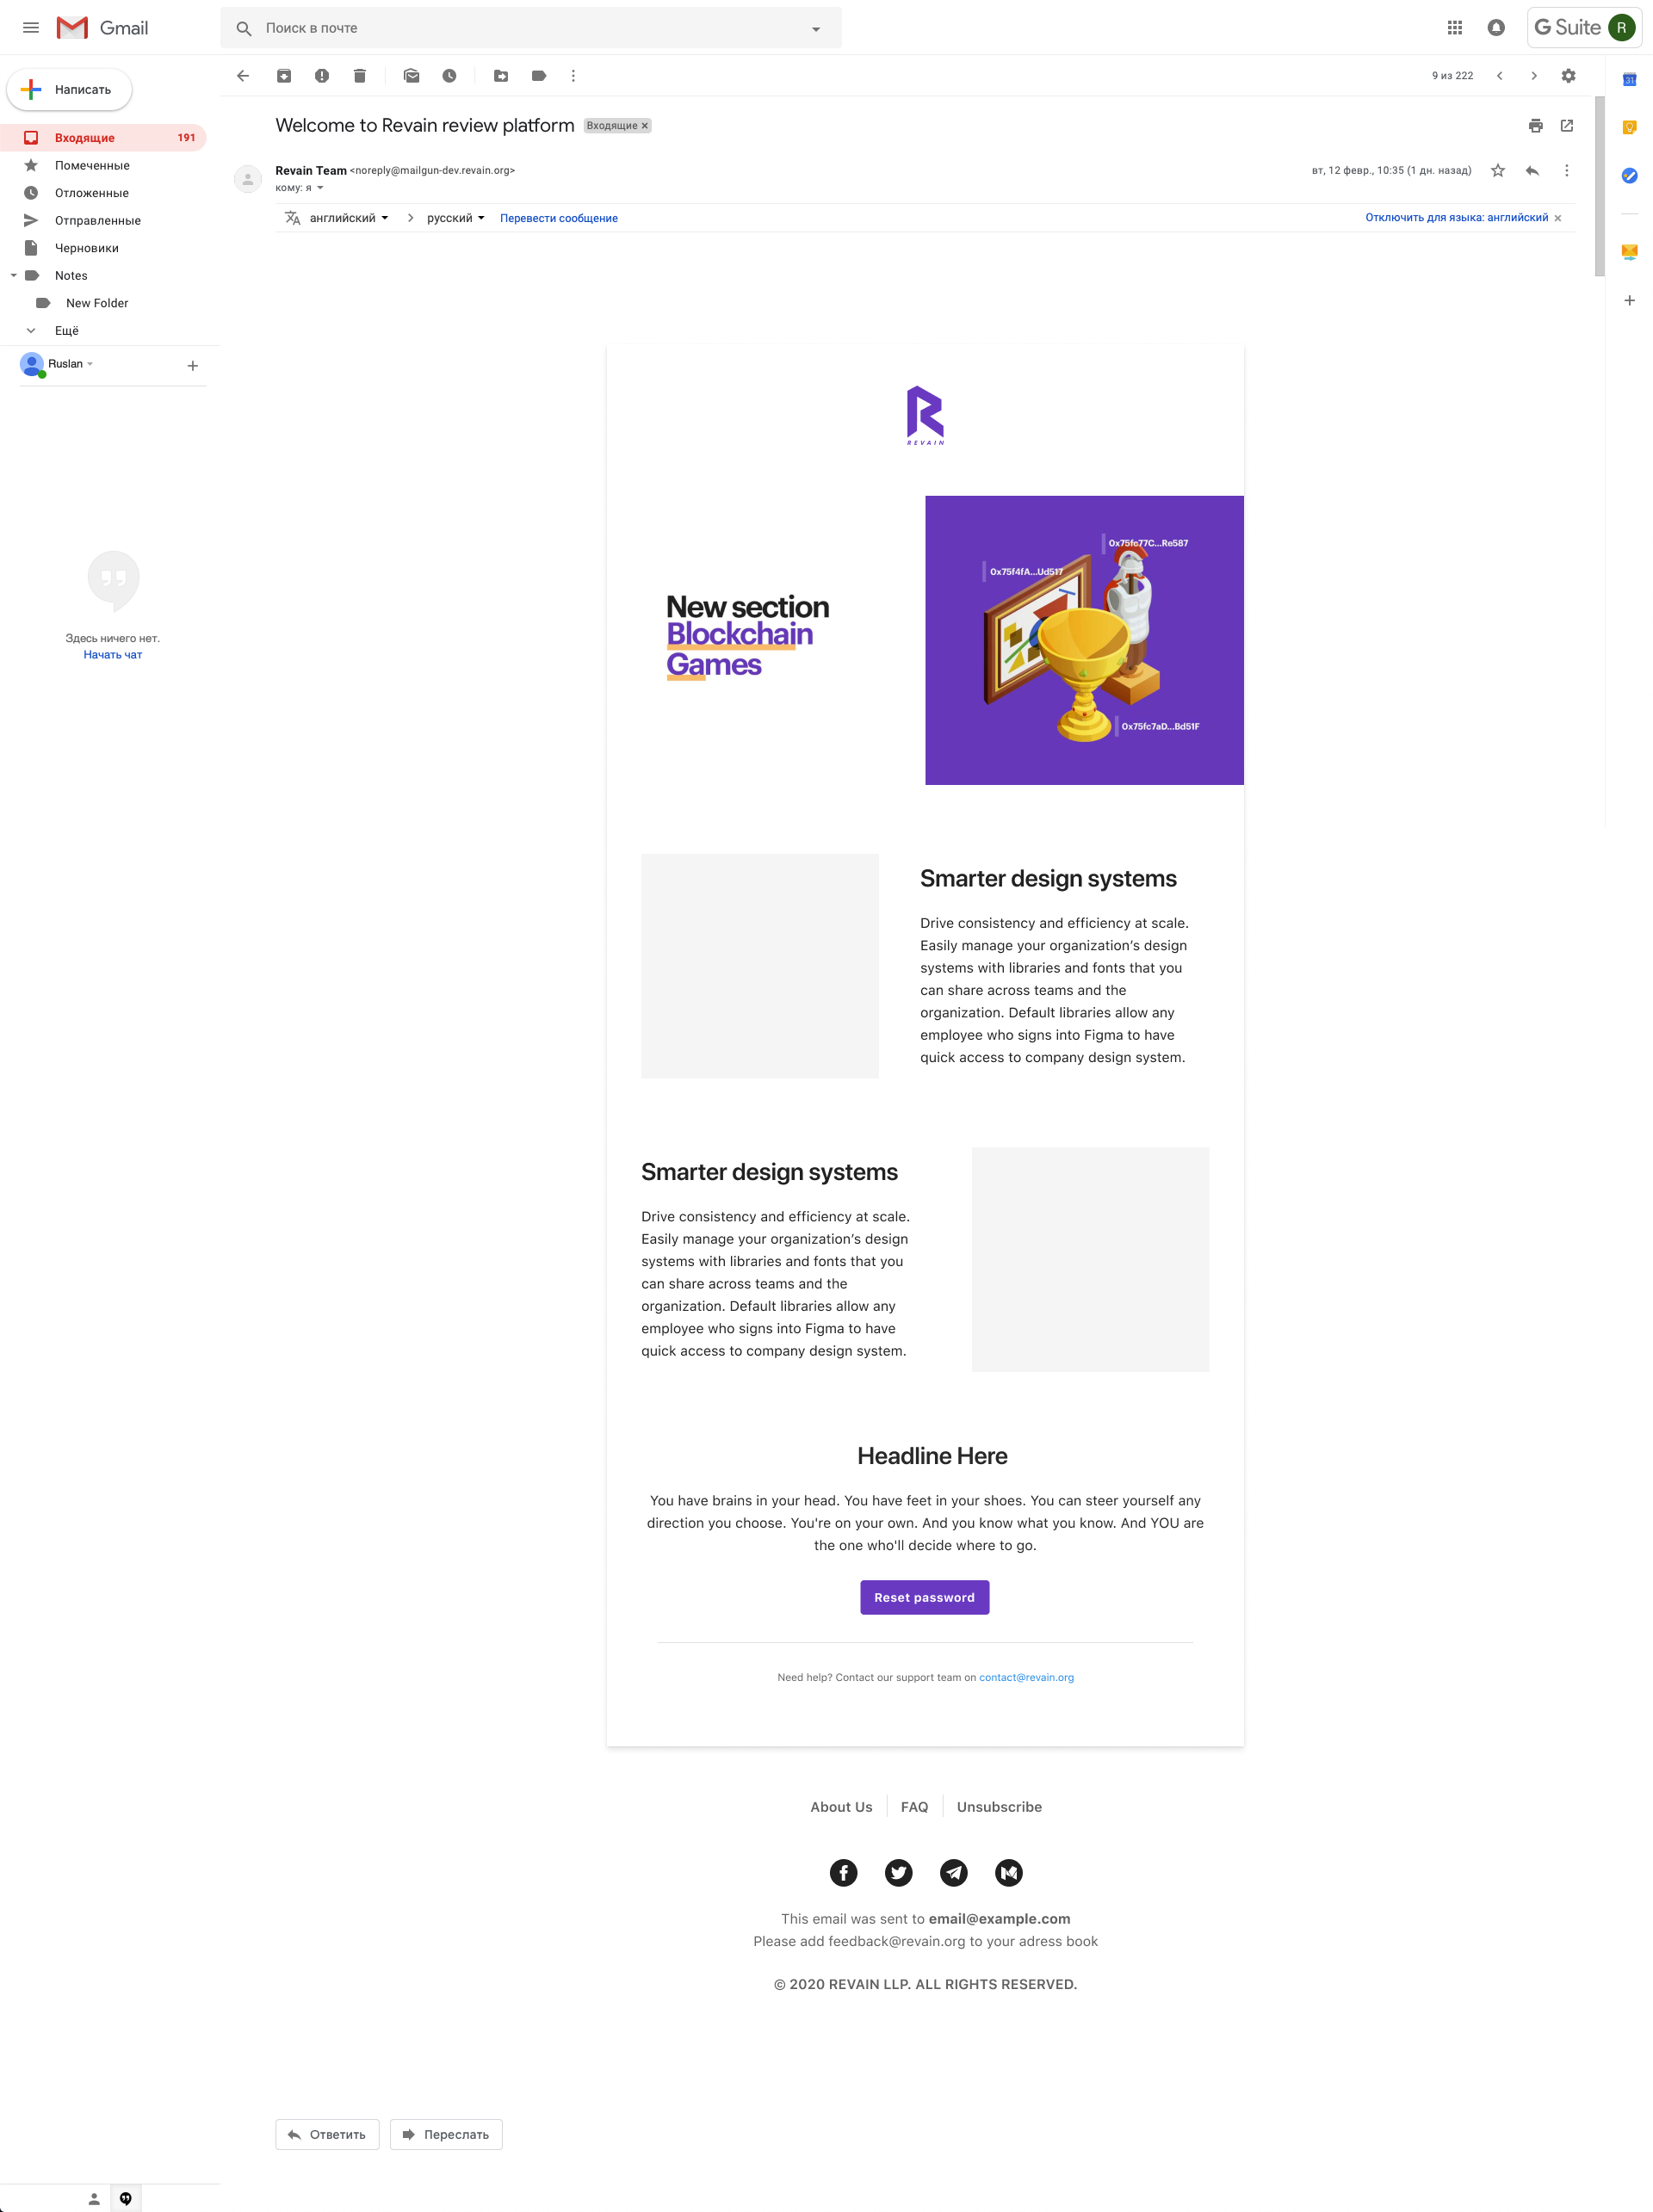 Gmail
Поиск в почте
G Suite
R
Написать
9 из 222
31
Входящие 191
Помеченные
Отложенные
Отправленные
Черновики
Notes
New Folder
Ещё
Ruslan
Здесь ничего нет.
Начать чат
Welcome to Revain review platform Входящие ×
Revain Team <noreply@mailgun-dev.revain.org>
вт, 12 февр., 10:35 (1 дн. назад)
кому: я
английский > русский Перевести сообщение
Отключить для языка: английский ×
REVAIN
New section
Blockchain
Games
0x75fc77C...Re587
0x75f4fA...Ud517
0x75fc7aD...Bd51F
Smarter design systems
Drive consistency and efficiency at scale.
Easily manage your organization’s design
systems with libraries and fonts that you
can share across teams and the
organization. Default libraries allow any
employee who signs into Figma to have
quick access to company design system.
Smarter design systems
Drive consistency and efficiency at scale.
Easily manage your organization’s design
systems with libraries and fonts that you
can share across teams and the
organization. Default libraries allow any
employee who signs into Figma to have
quick access to company design system.
Headline Here
You have brains in your head. You have feet in your shoes. You can steer yourself any
direction you choose. You're on your own. And you know what you know. And YOU are
the one who'll decide where to go.
Reset password
Need help? Contact our support team on contact@revain.org
About Us FAQ Unsubscribe
This email was sent to email@example.com
Please add feedback@revain.org to your adress book
© 2020 REVAIN LLP. ALL RIGHTS RESERVED.
Ответить
Переслать